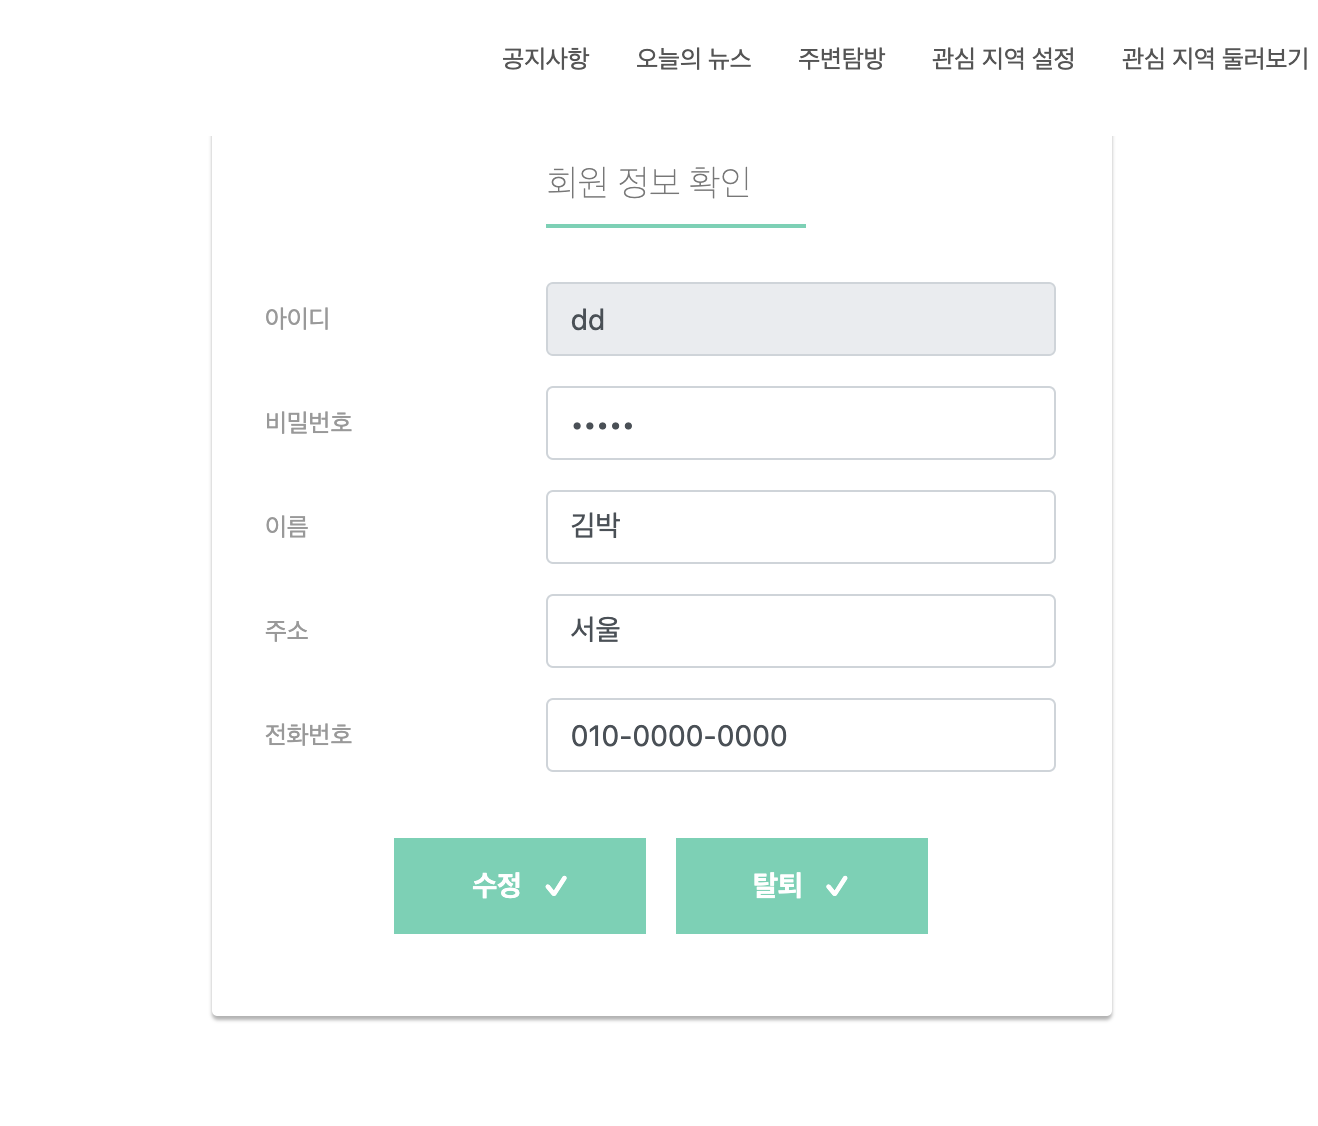 공지사항 오늘의 뉴스 주변탐방 관심 지역 설정 관심 지역 둘러보기
회원 정보 확인
아이디 dd
비밀번호 •••••
이름 김박
주소 서울
전화번호 010-0000-0000
수정 ✓ 탈퇴 ✓